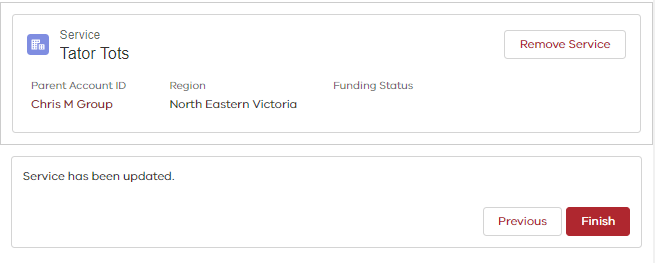 Service
Tator Tots
Remove Service
Parent Account ID Region Funding Status
Chris M Group North Eastern Victoria
Service has been updated.
Previous Finish